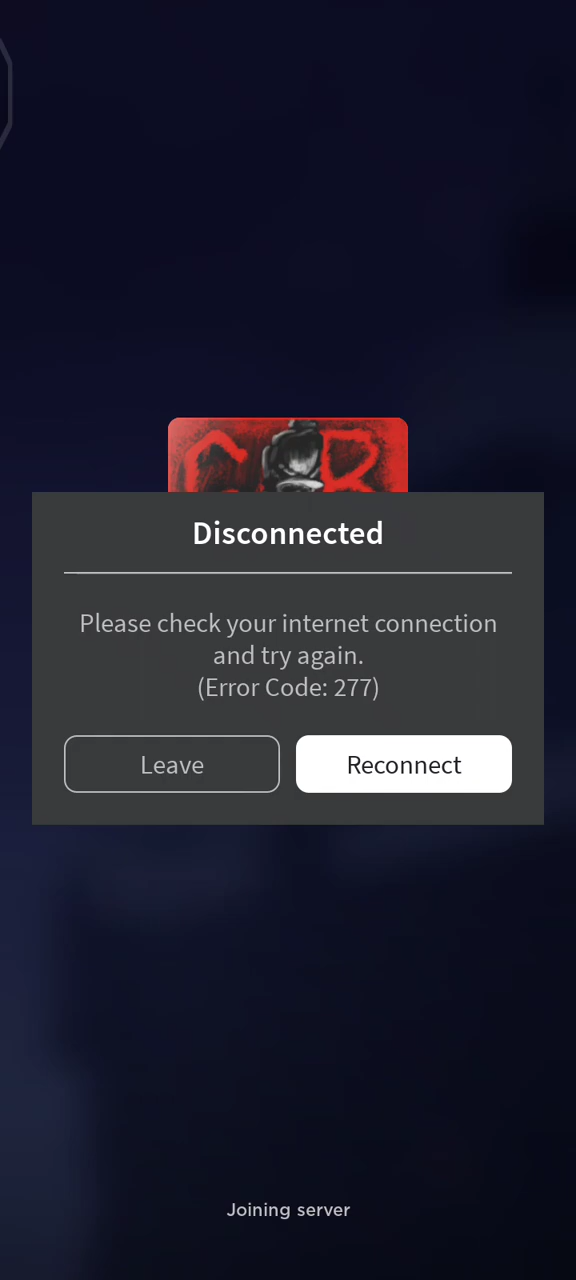 C R
Disconnected
Please check your internet connection
and try again.
(Error Code: 277)
Leave
Reconnect
Joining server